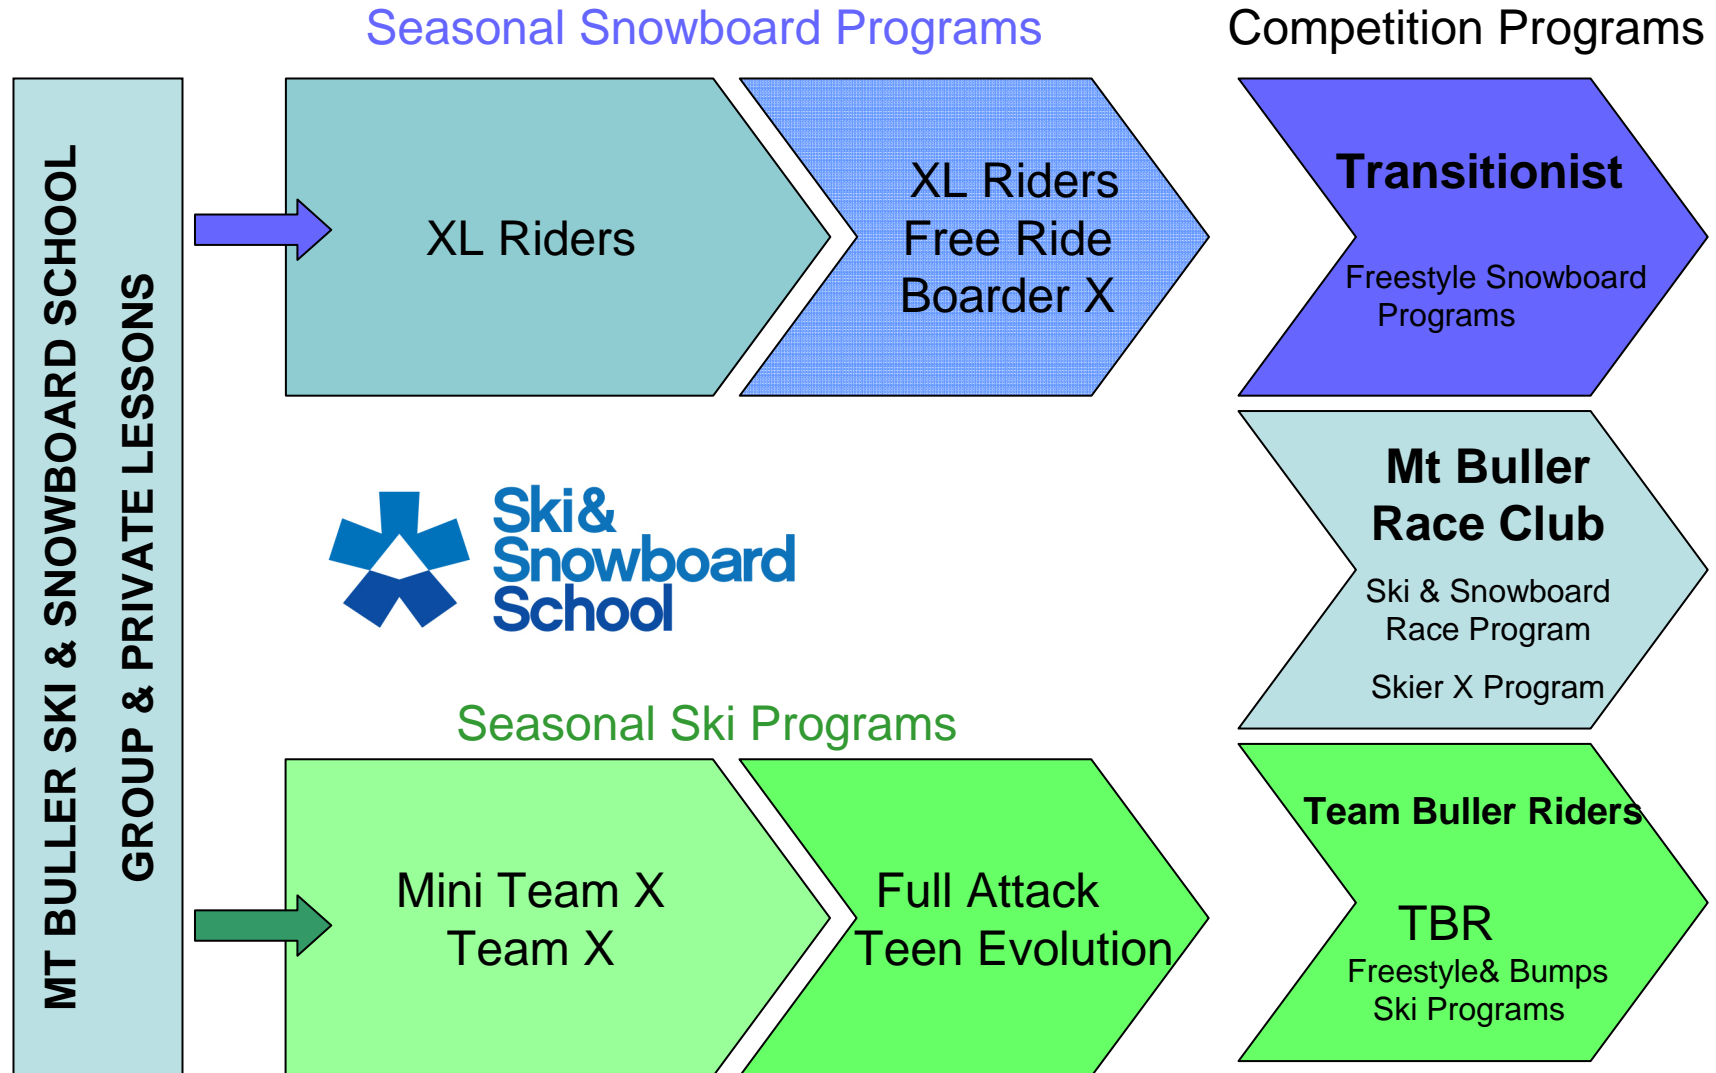 Seasonal Snowboard Programs
Competition Programs
MT BULLER SKI & SNOWBOARD SCHOOL
GROUP & PRIVATE LESSONS
XL Riders
XL Riders
Free Ride
Boarder X
Transitionist
Freestyle Snowboard
Programs
Ski&
Snowboard
School
Mt Buller
Race Club
Ski & Snowboard
Race Program
Skier X Program
Seasonal Ski Programs
Mini Team X
Team X
Full Attack
Teen Evolution
Team Buller Riders
TBR
Freestyle& Bumps
Ski Programs